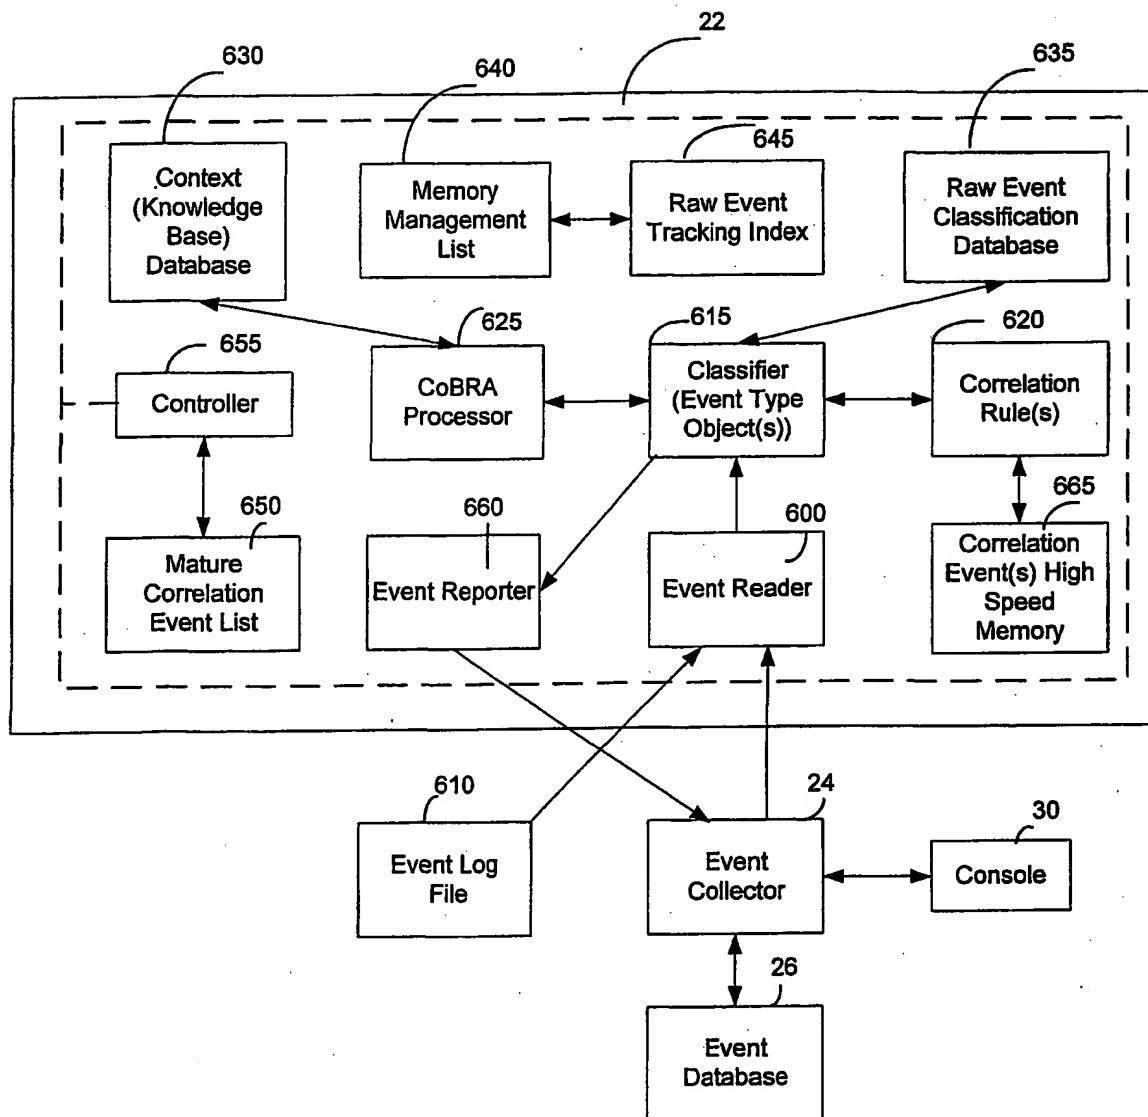 22
630
640
635
645
Context
(Knowledge
Base)
Database
Memory
Management
List
Raw Event
Tracking Index
Raw Event
Classification
Database
655
625
615
620
Controller
CoBRA
Processor
Classifier
(Event Type
Object(s))
Correlation
Rule(s)
650
660
600
665
Mature
Correlation
Event List
Event Reporter
Event Reader
Correlation
Event(s) High
Speed
Memory
610
24
30
Event Log
File
Event
Collector
Console
26
Event
Database